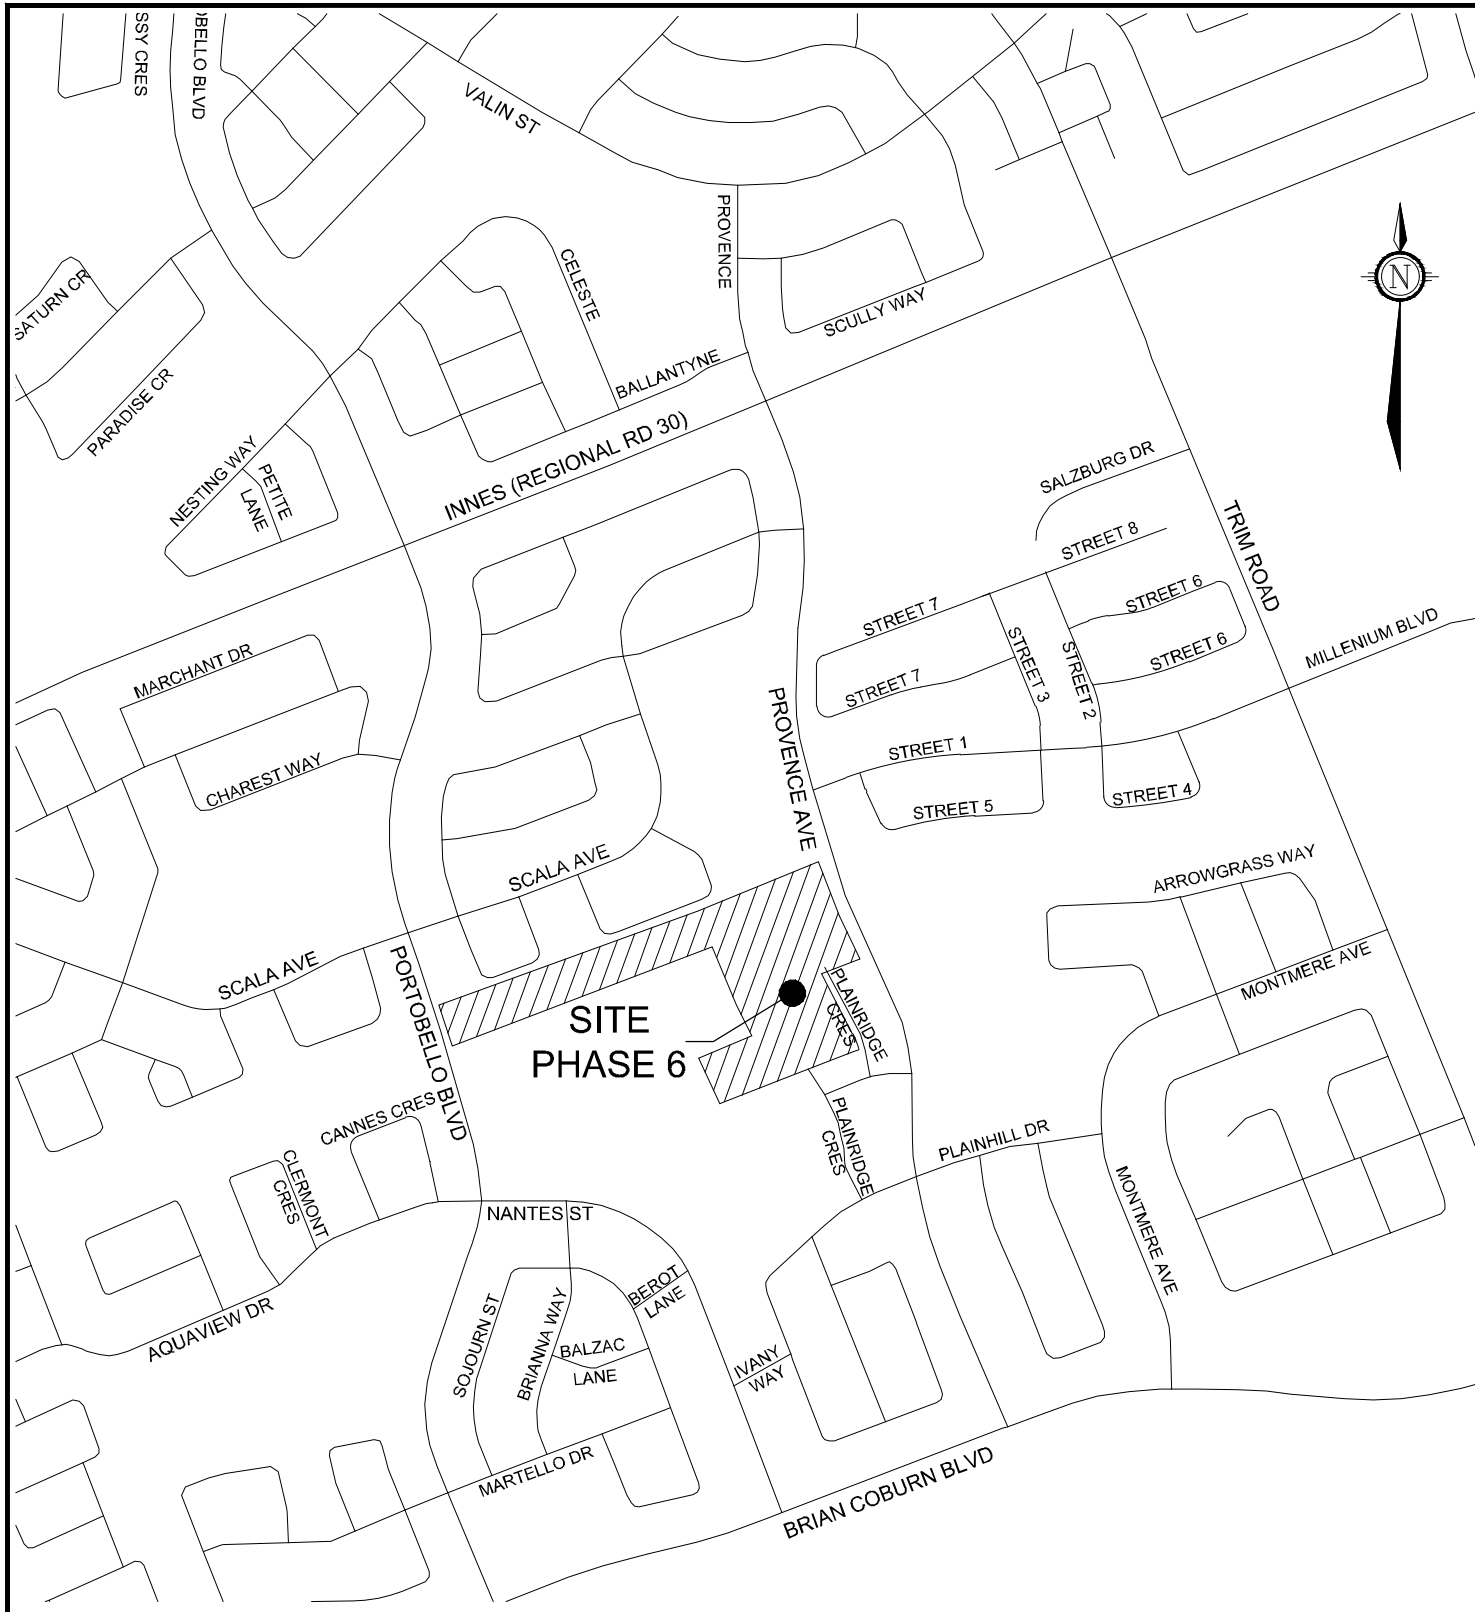 SSY CRES
OBELLO BLVD
VALIN ST
PROVENCE
CELESTE
SCULLY WAY
SATURN CR
PARADISE CR
BALLANTYNE
INNES (REGIONAL RD 30)
NESTING WAY
PETITE
LANE
N
SALZBURG DR
TRIM ROAD
STREET 8
STREET 6
STREET 7
STREET 6
STREET 3
STREET 2
STREET 7
MILLENIUM BLVD
MARCHANT DR
CHAREST WAY
PROVENCE AVE
STREET 1
STREET 5
STREET 4
SCALA AVE
ARROWGRASS WAY
SCALA AVE
PORTOBELLO BLVD
MONTMERE AVE
PLAINRIDGE
CRES
SITE
PHASE 6
CANNES CRES
CLERMONT
CRES
PLAINRIDGE
CRES
PLAINHILL DR
MONTMERE AVE
NANTES ST
AQUAVIEW DR
SOJOURN ST
BRIANNA WAY
BEROT
LANE
BALZAC
LANE
IVANY
WAY
MARTELLO DR
BRIAN COBURN BLVD